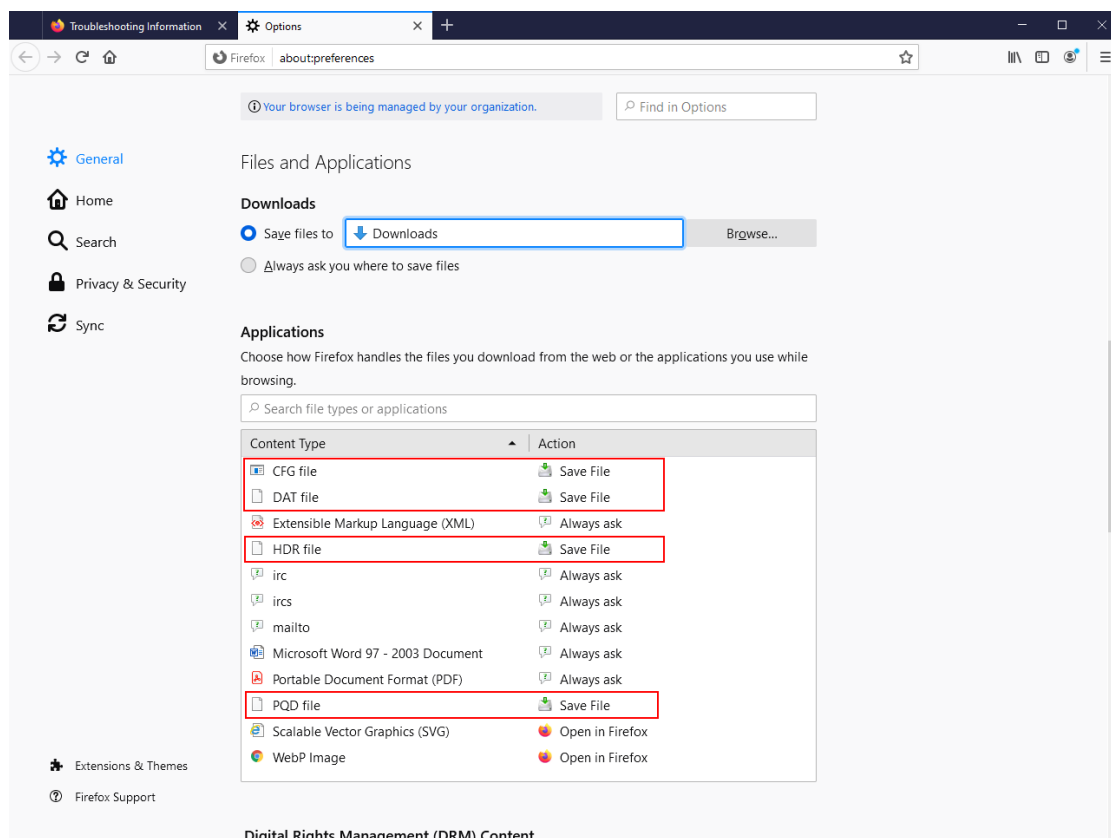 Troubleshooting Information
Options
Firefox about:preferences
Your browser is being managed by your organization.
Find in Options
General
Home
Search
Privacy & Security
Sync
Extensions & Themes
Firefox Support
Files and Applications
Downloads
Save files to Downloads Browse...
Always ask you where to save files
Applications
Choose how Firefox handles the files you download from the web or the applications you use while
browsing.
Search file types or applications
Content Type Action
CFG file Save File
DAT file Save File
Extensible Markup Language (XML) Always ask
HDR file Save File
irc Always ask
ircs Always ask
mailto Always ask
Microsoft Word 97 - 2003 Document Always ask
Portable Document Format (PDF) Always ask
PQD file Save File
Scalable Vector Graphics (SVG) Open in Firefox
WebP Image Open in Firefox
Digital Rights Management (DRM) Content